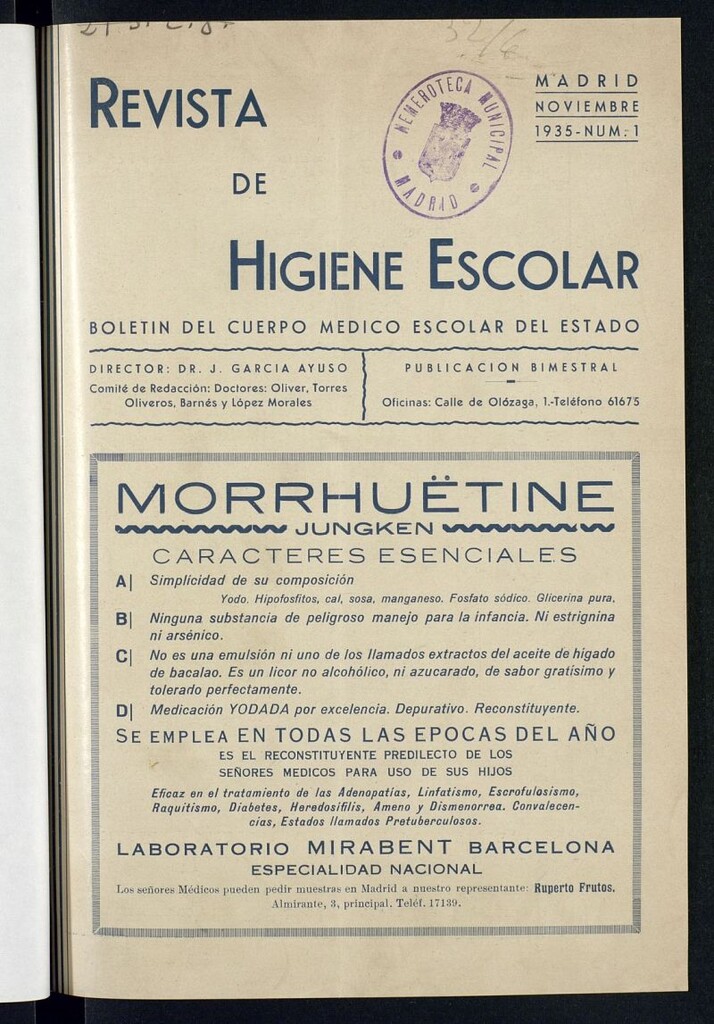 REVISTA
DE
HIGIENE ESCOLAR
HEMEROTECA MUNICIPAL
MADRID
MADRID
NOVIEMBRE
1935-NUM: 1
BOLETIN DEL CUERPO MEDICO ESCOLAR DEL ESTADO
DIRECTOR: DR. J. GARCIA AYUSO
Comité de Redacción: Doctores: Oliver, Torres
Oliveros, Barnés y López Morales
PUBLICACION BIMESTRAL
Oficinas: Calle de Olózaga, 1.-Teléfono 61675
MORRHUËTINE
JUNGKEN
CARACTERES ESENCIALES
A| Simplicidad de su composición
Yodo. Hipofosfitos, cal, sosa, manganeso. Fosfato sódico. Glicerina pura,
B| Ninguna substancia de peligroso manejo para la infancia. Ni estrignina
ni arsénico.
C| No es una emulsión ni uno de los llamados extractos del aceite de hígado
de bacalao. Es un licor no alcohólico, ni azucarado, de sabor gratísimo y
tolerado perfectamente.
D| Medicación YODADA por excelencia. Depurativo. Reconstituyente.
SE EMPLEA EN TODAS LAS EPOCAS DEL AÑO
ES EL RECONSTITUYENTE PREDILECTO DE LOS
SEÑORES MEDICOS PARA USO DE SUS HIJOS
Eficaz en el tratamiento de las Adenopatías, Linfatismo, Escrofulosismo,
Raquitismo, Diabetes, Heredosifilis, Ameno y Dismenorrea. Convalecen-
cias, Estados llamados Pretuberculosos.
LABORATORIO MIRABENT BARCELONA
ESPECIALIDAD NACIONAL
Los señores Médicos pueden pedir muestras en Madrid a nuestro representante: Ruperto Frutos.
Almirante, 3, principal. Teléf. 17139.